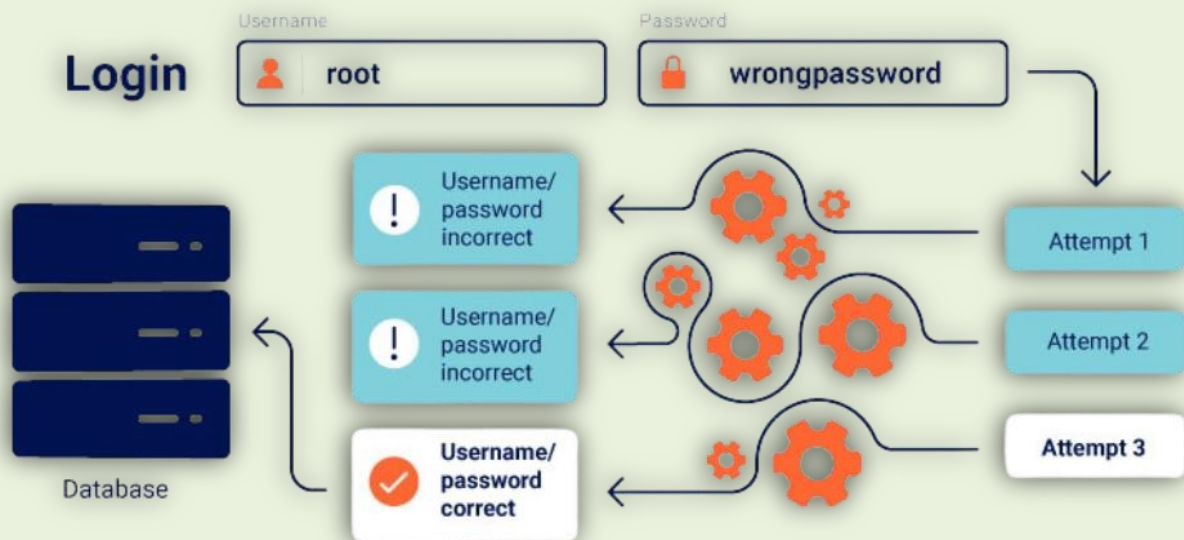 Username
Password
Login
root
wrongpassword
Username/
password
incorrect
Attempt 1
Username/
password
incorrect
Attempt 2
Username/
password
correct
Attempt 3
Database